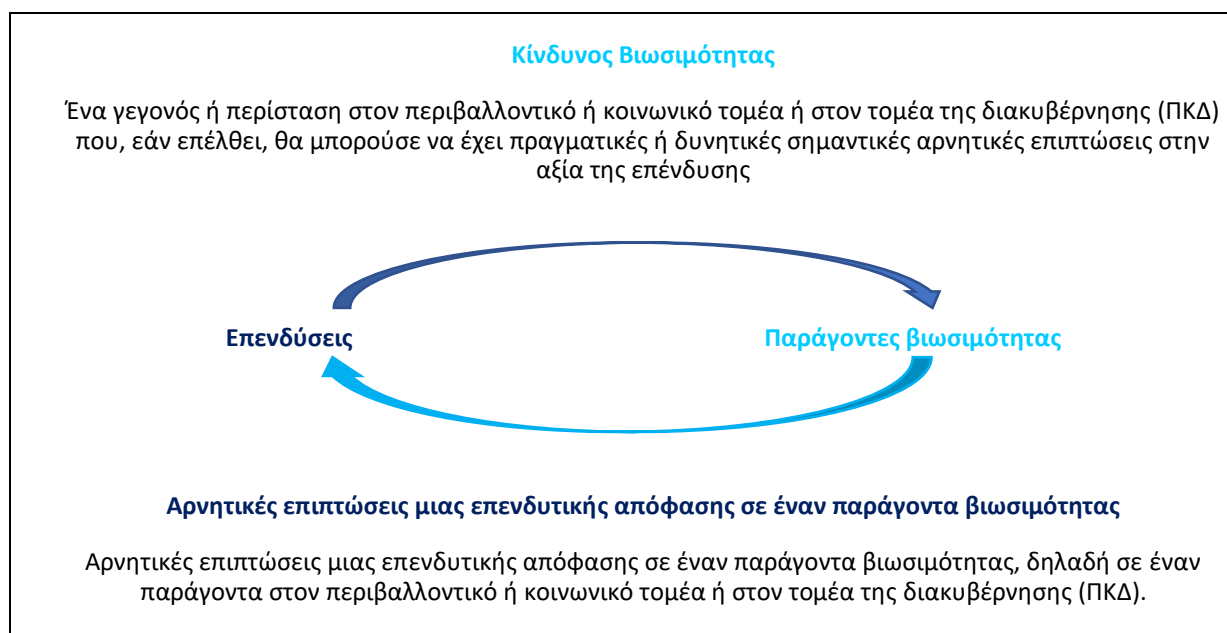 Κίνδυνος Βιωσιμότητας
Ένα γεγονός ή περίσταση στον περιβαλλοντικό ή κοινωνικό τομέα ή στον τομέα της διακυβέρνησης (ΠΚΔ)
που, εάν επέλθει, θα μπορούσε να έχει πραγματικές ή δυνητικές σημαντικές αρνητικές επιπτώσεις στην
αξία της επένδυσης
Επενδύσεις
Παράγοντες βιωσιμότητας
Αρνητικές επιπτώσεις μιας επενδυτικής απόφασης σε έναν παράγοντα βιωσιμότητας
Αρνητικές επιπτώσεις μιας επενδυτικής απόφασης σε έναν παράγοντα βιωσιμότητας, δηλαδή σε έναν
παράγοντα στον περιβαλλοντικό ή κοινωνικό τομέα ή στον τομέα της διακυβέρνησης (ΠΚΔ).